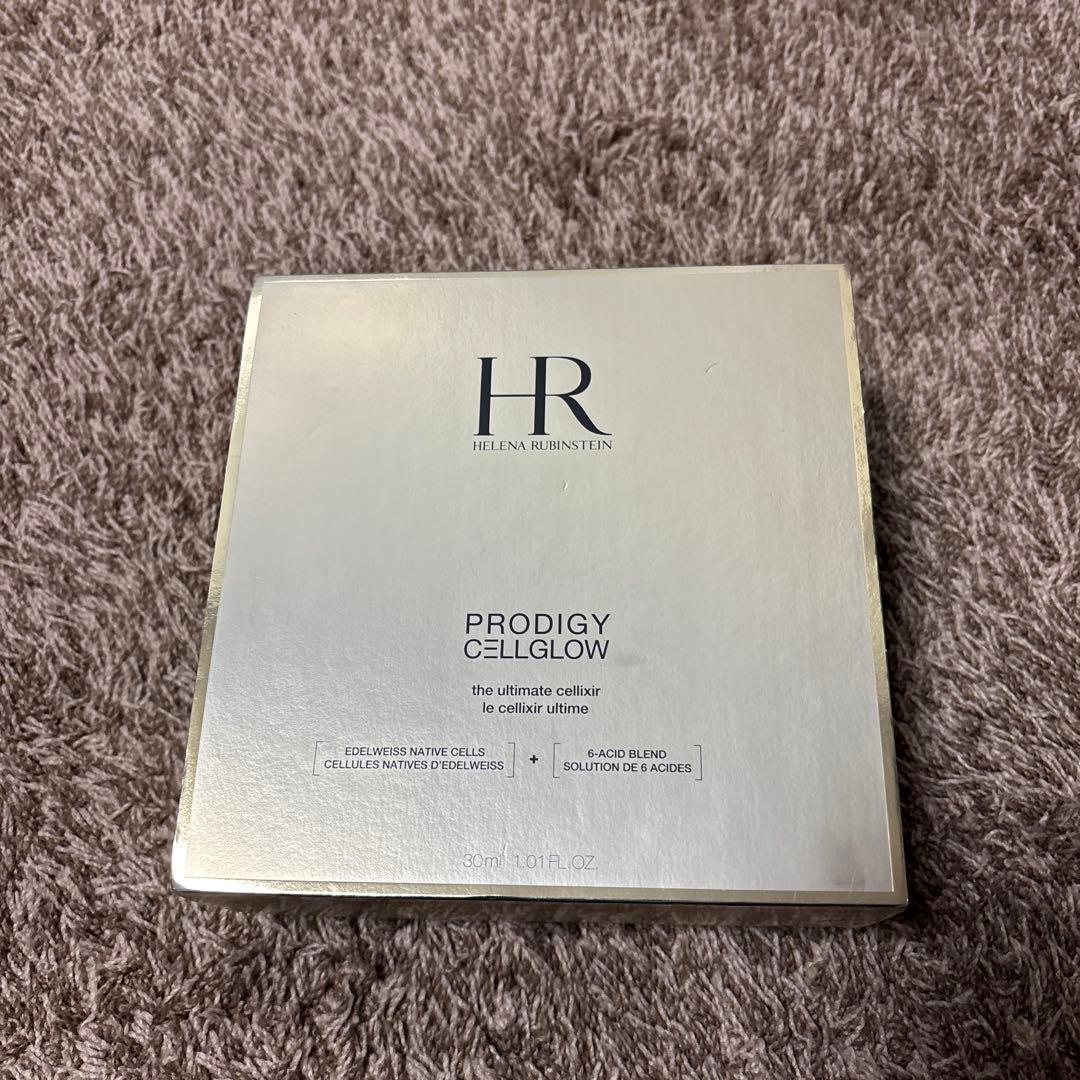 HR
HELENA RUBINSTEIN
PRODIGY
CELLGLOW
the ultimate cellixir
le cellixir ultime
EDELWEISS NATIVE CELLS
CELLULES NATIVES D'EDELWEISS
+
6-ACID BLEND
SOLUTION DE 6 ACIDES
30ml 1.01 FL.OZ.